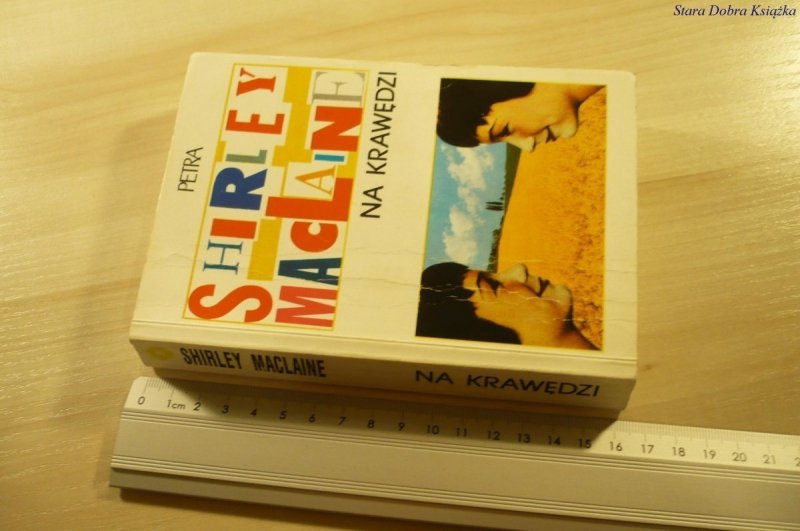 Stara Dobra Książka
PETRA
SHIRLEY
MACLAINE
NA KRAWĘDZI
SHIRLEY MACLAINE NA KRAWĘDZI
0 1cm 2 3 4 5 6 7 8 9 10 11 12 13 14 15 16 17 18 19 20 21